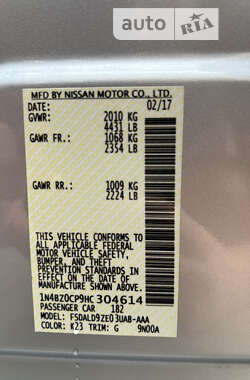 auto RIA
MFD BY NISSAN MOTOR CO., LTD.
DATE: 02/17
GVWR: 2010 KG
4431 LB
GAWR FR.: 1068 KG
2354 LB
GAWR RR.: 1009 KG
2224 LB
THIS VEHICLE CONFORMS TO ALL
APPLICABLE FEDERAL MOTOR VEHICLE
SAFETY, BUMPER, AND THEFT
PREVENTION STANDARDS IN EFFECT
ON THE DATE OF MANUFACTURE
SHOWN ABOVE.
1N4BZ0CP9HC 304614
PASSENGER CAR 182
MODEL: FSDALD9ZE03UAB-AAA
COLOR: K23 TRIM: G 9N00A